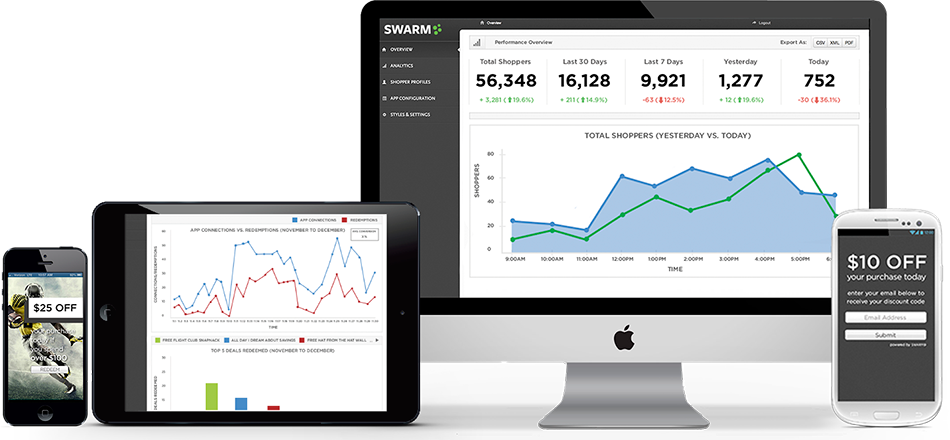 SWARM
OVERVIEW
ANALYTICS
SHOPPER PROFILES
APP CONFIGURATION
STYLES & SETTINGS
Overview
Logout
Performance Overview
Export As: CSV XML PDF
Total Shoppers
56,348
+ 3,281 (19.6%)
Last 30 Days
16,128
+ 211 (14.9%)
Last 7 Days
9,921
-63 (12.5%)
Yesterday
1,277
+ 12 (19.6%)
Today
752
-30 (36.1%)
TOTAL SHOPPERS (YESTERDAY VS. TODAY)
SHOPPERS
80
60
40
20
0
9:00AM 10:00AM 11:00AM 12:00PM 1:00PM 2:00PM 3:00PM 4:00PM 5:00PM
TIME
APP CONNECTIONS REDEMPTIONS
APP CONNECTIONS VS. REDEMPTIONS (NOVEMBER TO DECEMBER)
CONNECTIONS/REDEMPTIONS
TIME
FREE FLIGHT CLUB SNAPBACK ALL DAY I DREAM ABOUT SAVINGS FREE HAT FROM THE HAT WALL ...
TOP 5 DEALS REDEEMED (NOVEMBER TO DECEMBER)
DEALS REDEEMED
$25 OFF
your purchase
today if
you spend
over $100
REDEEM
$10 OFF
your purchase today
enter your email below to
receive your discount code
Email Address
Submit
powered by SWARM